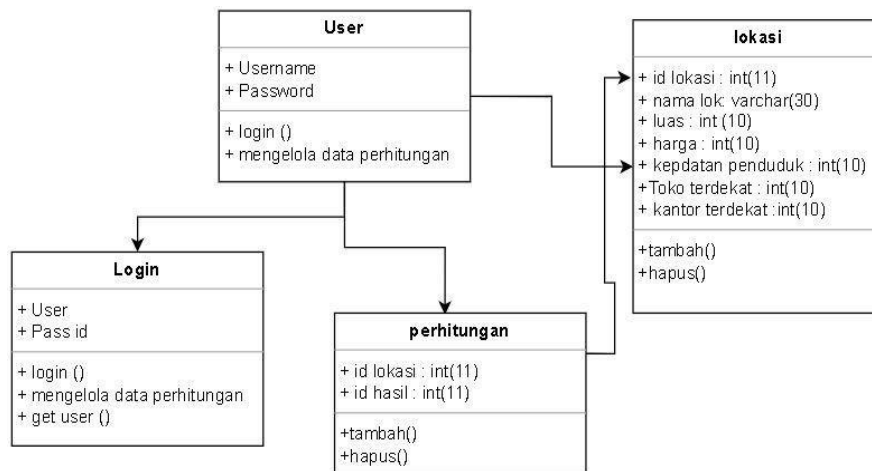 User
+ Username
+ Password
+ login ()
+ mengelola data perhitungan
lokasi
+ id lokasi : int(11)
+ nama lok: varchar(30)
+ luas : int (10)
+ harga : int(10)
+ kepdatan penduduk : int(10)
+Toko terdekat : int(10)
+ kantor terdekat :int(10)
+tambah()
+hapus()
Login
+ User
+ Pass id
+ login ()
+ mengelola data perhitungan
+ get user ()
perhitungan
+ id lokasi : int(11)
+ id hasil : int(11)
+tambah()
+hapus()